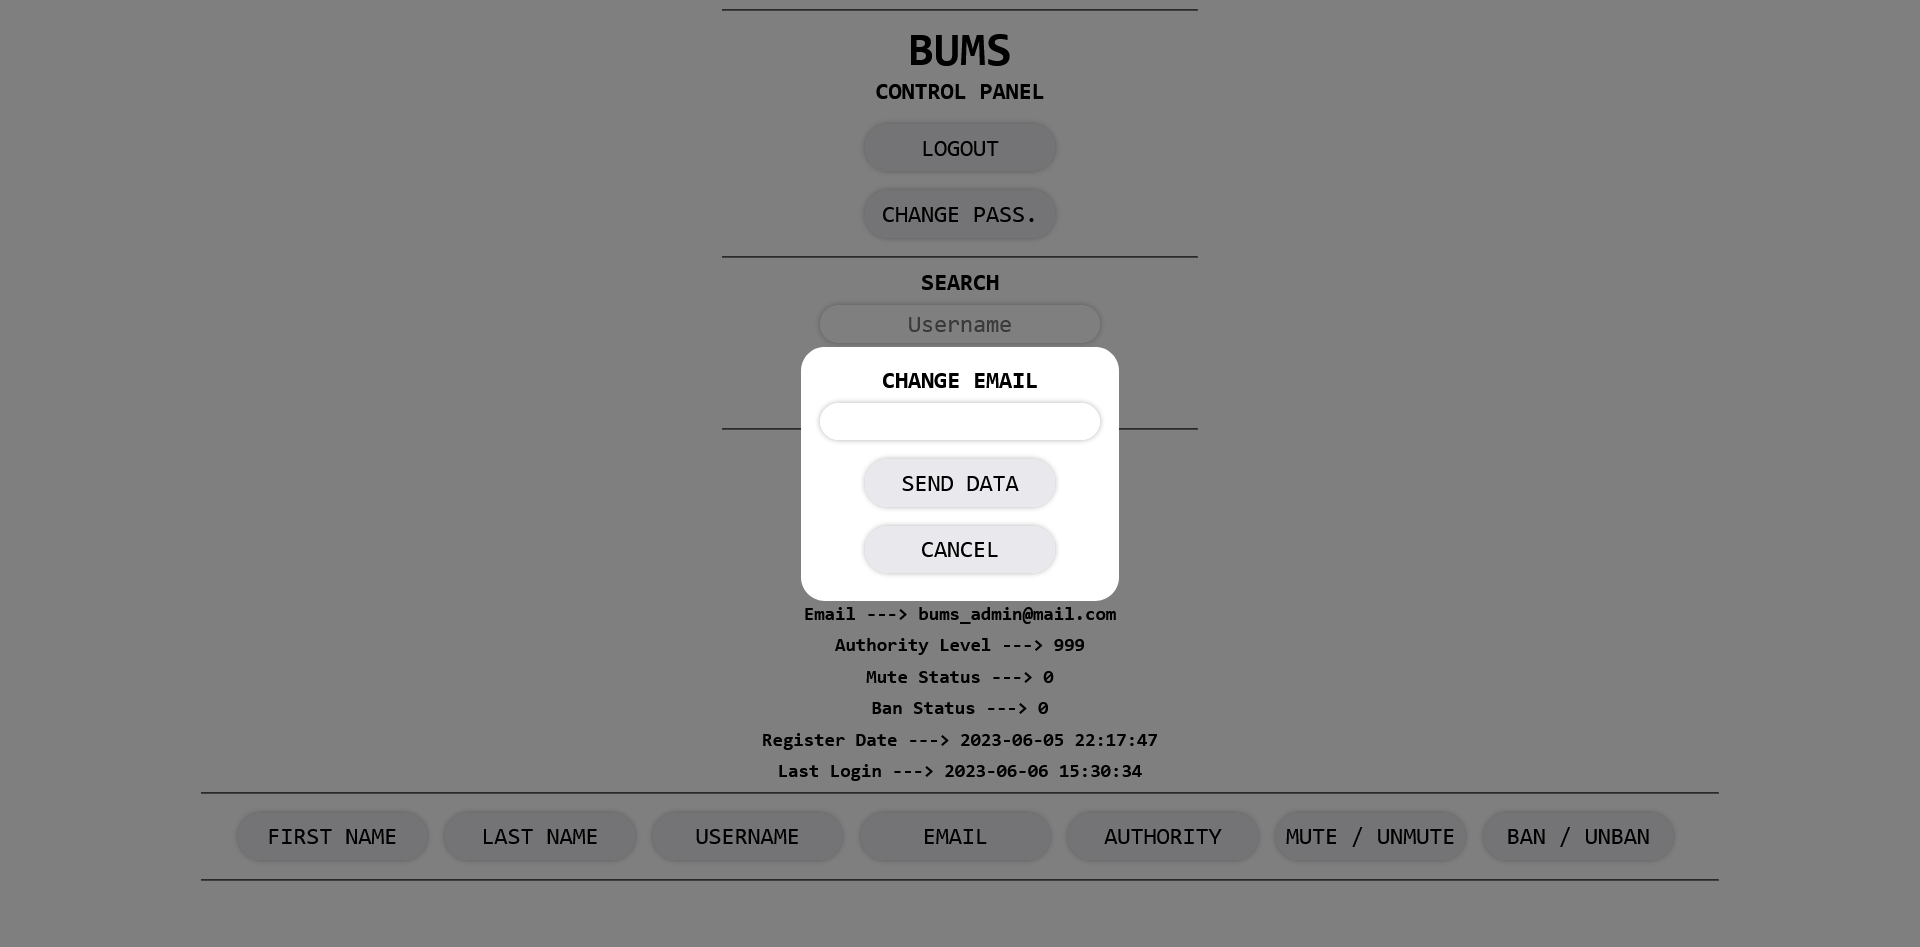 BUMS
CONTROL PANEL
LOGOUT
CHANGE PASS.
SEARCH
Username
CHANGE EMAIL
SEND DATA
CANCEL
Email ---> bums_admin@mail.com
Authority Level ---> 999
Mute Status ---> 0
Ban Status ---> 0
Register Date ---> 2023-06-05 22:17:47
Last Login ---> 2023-06-06 15:30:34
FIRST NAME LAST NAME USERNAME EMAIL AUTHORITY MUTE / UNMUTE BAN / UNBAN